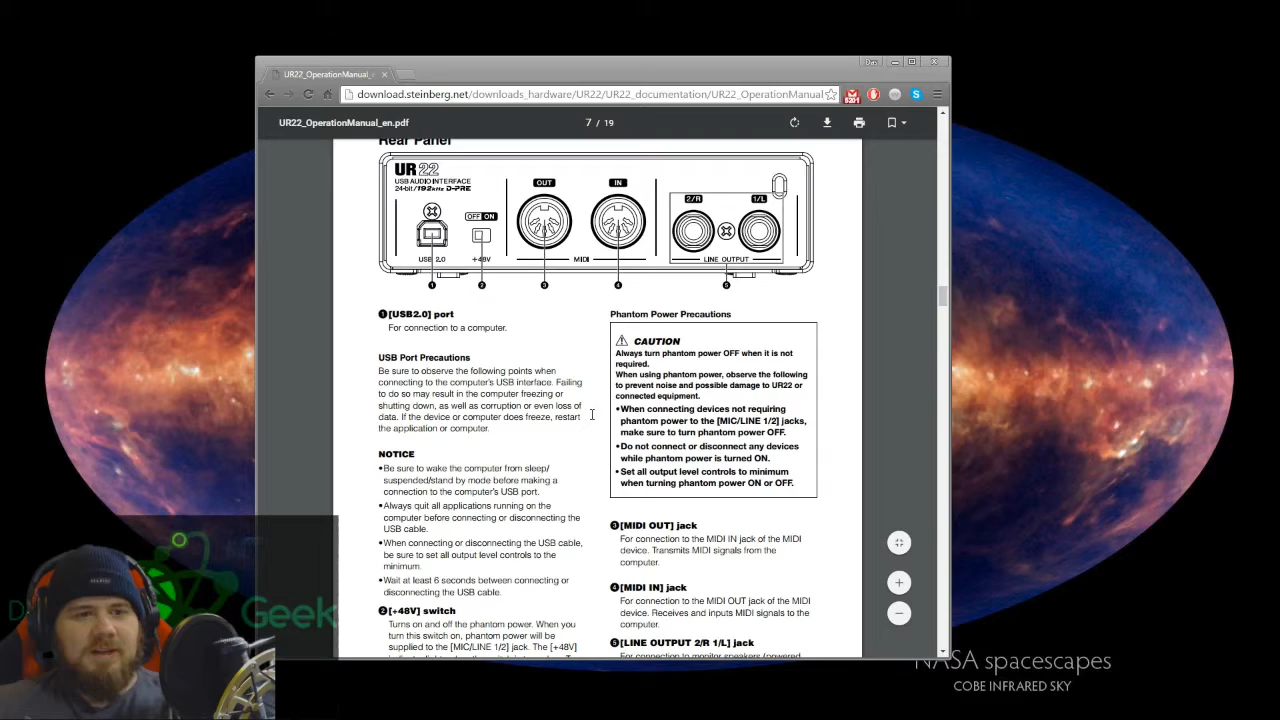 UR22_OperationManual_e
Das
download.steinberg.net/downloads_hardware/UR22/UR22_documentation/UR22_OperationManual
5201
UR22_OperationManual_en.pdf
7 / 19
Rear Panel
UR22
USB AUDIO INTERFACE
24-bit/192kHz D-PRE
OFF ON
USB 2.0
+48V
OUT
IN
MIDI
2/R
1/L
LINE OUTPUT
1
2
3
4
5
1 [USB2.0] port
For connection to a computer.
USB Port Precautions
Be sure to observe the following points when
connecting to the computer's USB interface. Failing
to do so may result in the computer freezing or
shutting down, as well as corruption or even loss of
data. If the device or computer does freeze, restart
the application or computer.
NOTICE
•Be sure to wake the computer from sleep/
suspended/stand by mode before making a
connection to the computer's USB port.
•Always quit all applications running on the
computer before connecting or disconnecting the
USB cable.
•When connecting or disconnecting the USB cable,
be sure to set all output level controls to the
minimum.
•Wait at least 6 seconds between connecting or
disconnecting the USB cable.
2 [+48V] switch
Turns on and off the phantom power. When you
turn this switch on, phantom power will be
supplied to the [MIC/LINE 1/2] jack. The [+48V]
Phantom Power Precautions
CAUTION
Always turn phantom power OFF when it is not
required.
When using phantom power, observe the following
to prevent noise and possible damage to UR22 or
connected equipment.
•When connecting devices not requiring
phantom power to the [MIC/LINE 1/2] jacks,
make sure to turn phantom power OFF.
•Do not connect or disconnect any devices
while phantom power is turned ON.
•Set all output level controls to minimum
when turning phantom power ON or OFF.
3 [MIDI OUT] jack
For connection to the MIDI IN jack of the MIDI
device. Transmits MIDI signals from the
computer.
4 [MIDI IN] jack
For connection to the MIDI OUT jack of the MIDI
device. Receives and inputs MIDI signals to the
computer.
5 [LINE OUTPUT 2/R 1/L] jack
For connection to monitor speakers (powered
Geek
NASA spacescapes
COBE INFRARED SKY